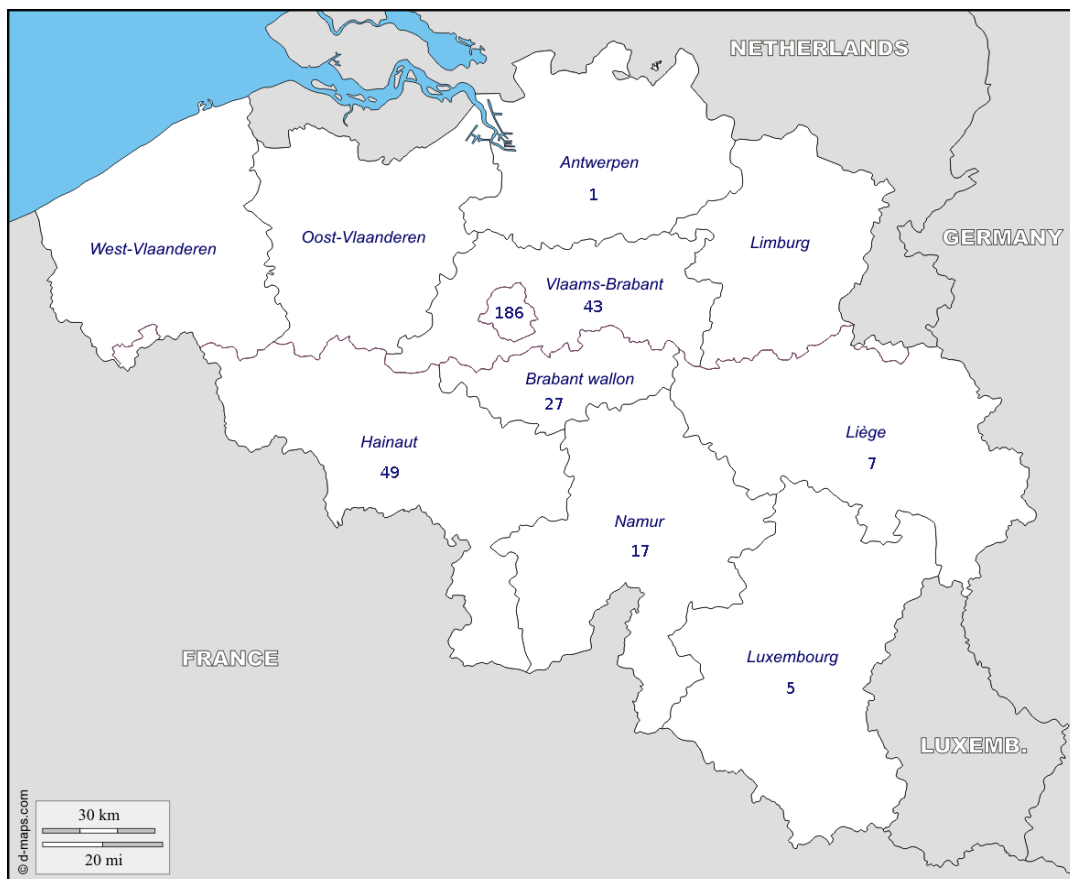 NETHERLANDS
Antwerpen
1
West-Vlaanderen
Oost-Vlaanderen
Limburg
GERMANY
Vlaams-Brabant
186
43
Brabant wallon
27
Hainaut
49
Liège
7
Namur
17
FRANCE
Luxembourg
5
LUXEMB.
© d-maps.com
30 km
20 mi